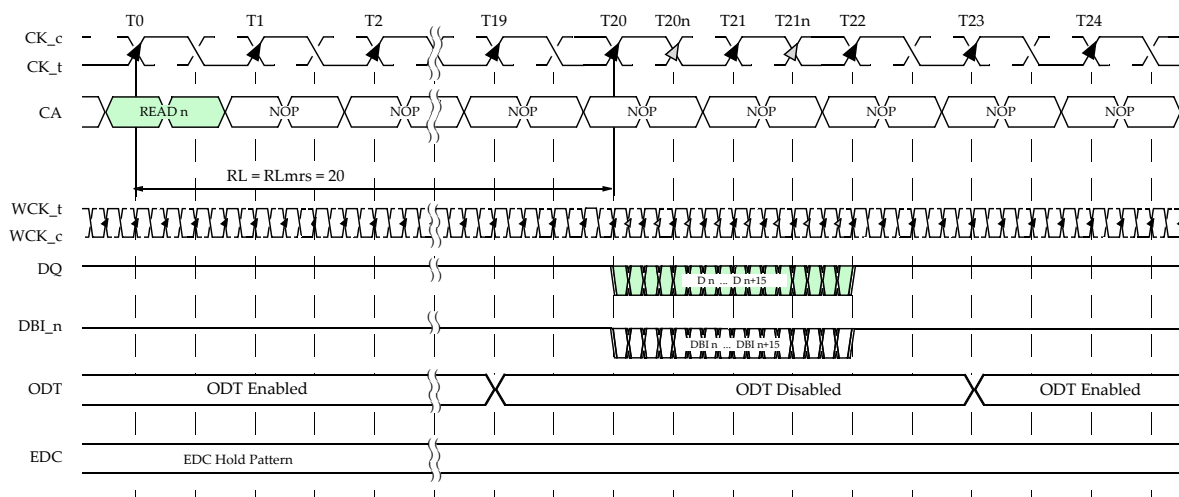 T0 T1 T2 T19 T20 T20n T21 T21n T22 T23 T24
CK_c
CK_t
CA READ n NOP NOP NOP NOP NOP NOP NOP NOP
RL = RLmrs = 20
WCK_t
WCK_c
DQ
D n ... D n+15
DBI_n
DBI n ... DBI n+15
ODT ODT Enabled ODT Disabled ODT Enabled
EDC EDC Hold Pattern